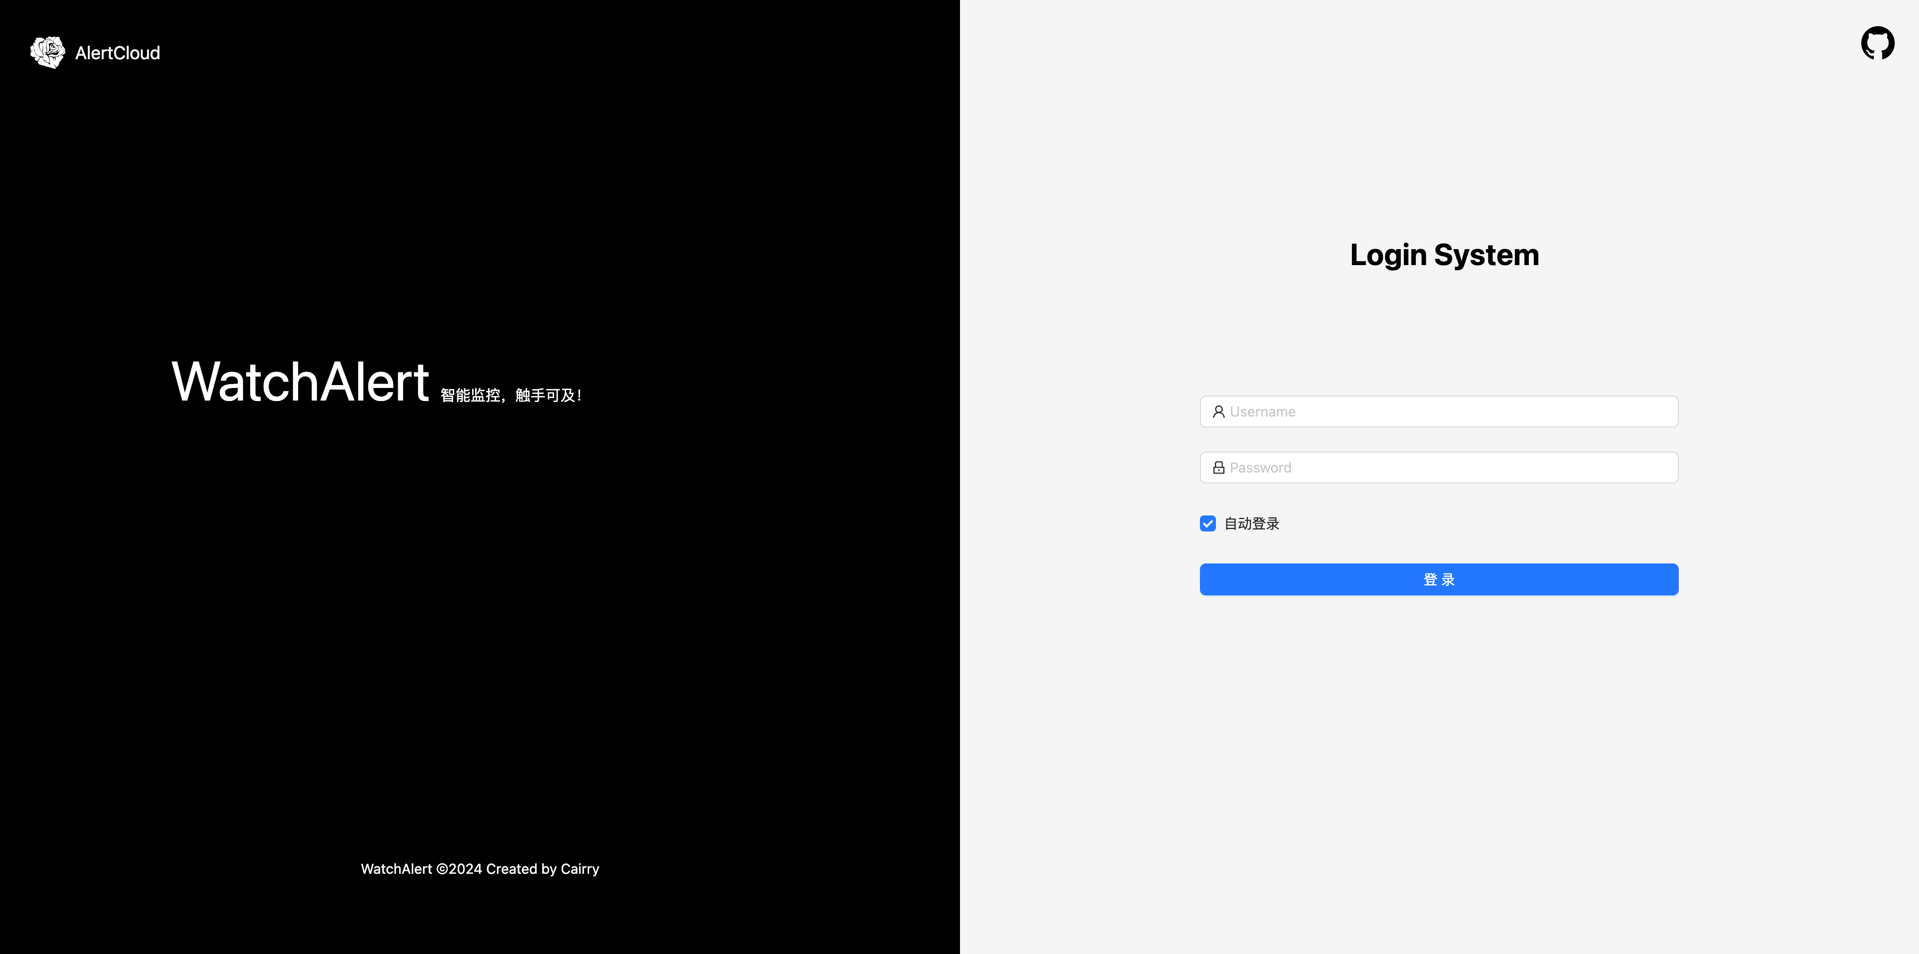 AlertCloud
WatchAlert 智能监控，触手可及！
WatchAlert ©2024 Created by Cairry
Login System
Username
Password
自动登录
登 录